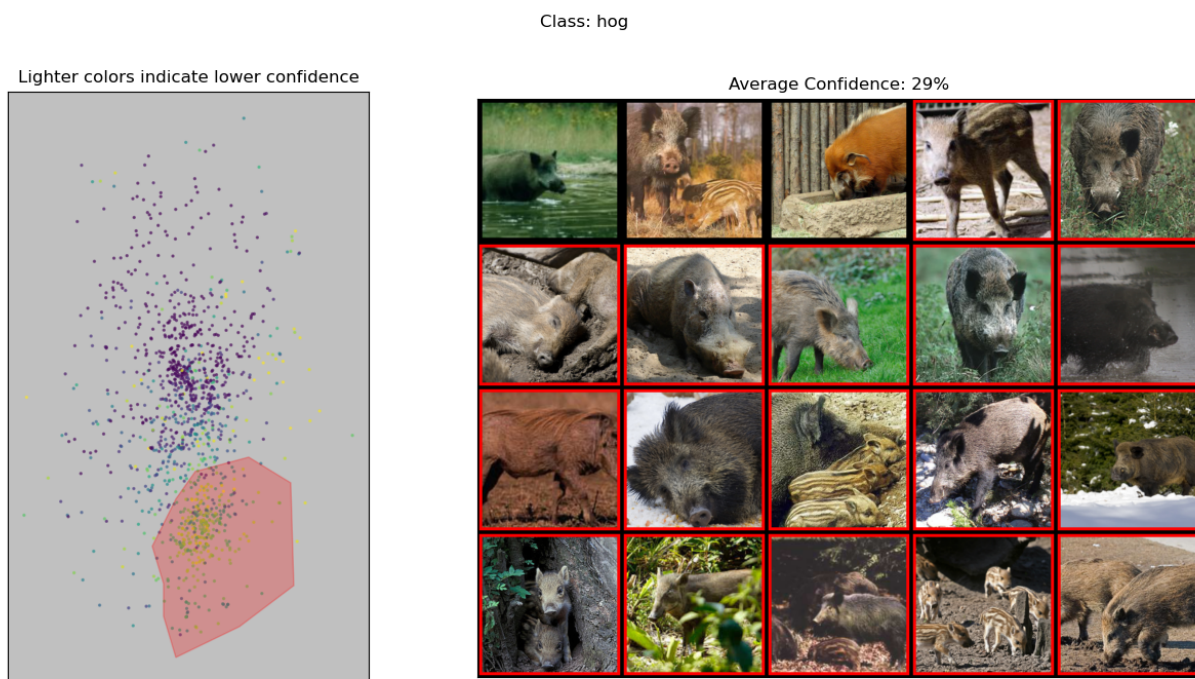 Class: hog
Lighter colors indicate lower confidence
Average Confidence: 29%